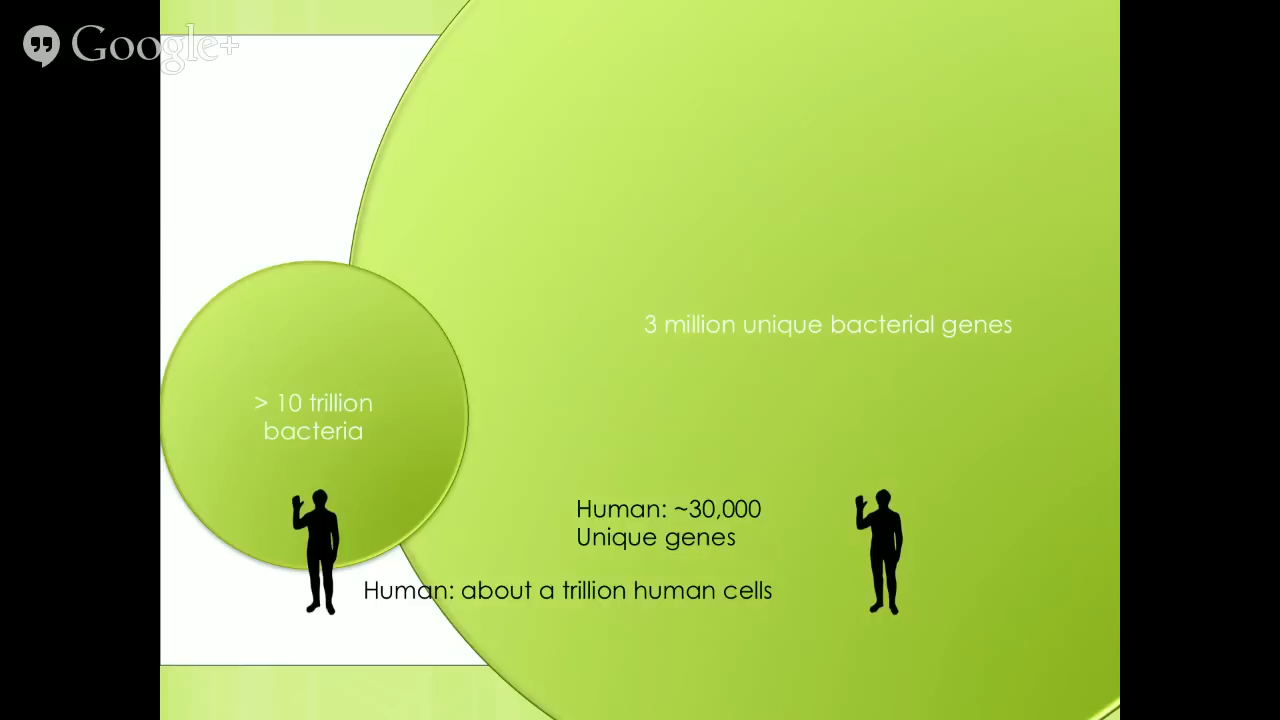 Google+
3 million unique bacterial genes
> 10 trillion
bacteria
Human: ~30,000
Unique genes
Human: about a trillion human cells